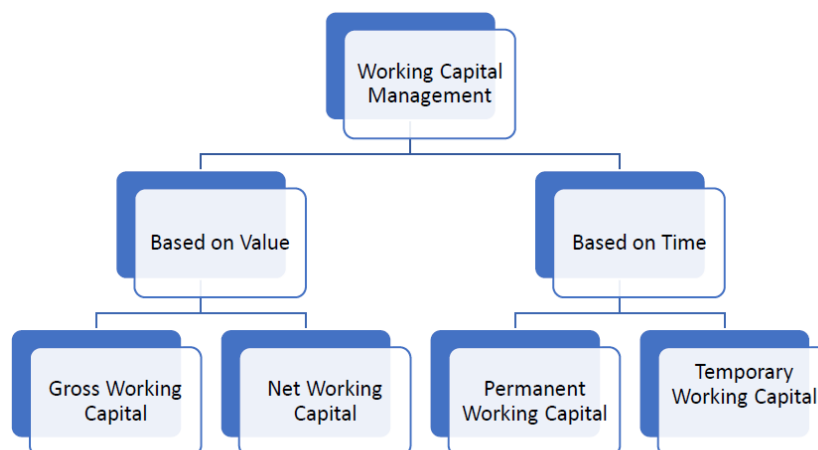 Working Capital
Management
Based on Value
Based on Time
Gross Working
Capital
Net Working
Capital
Permanent
Working Capital
Temporary
Working Capital